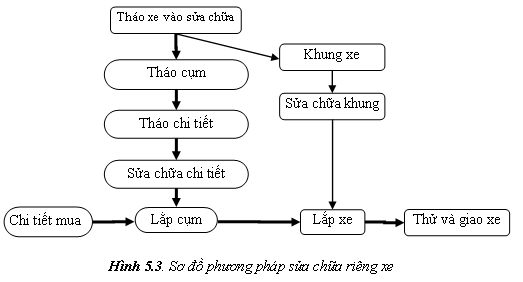 Tháo xe vào sửa chữa
Khung xe
Tháo cụm
Sửa chữa khung
Tháo chi tiết
Sửa chữa chi tiết
Chi tiết mua
Lắp cụm
Lắp xe
Thử và giao xe
Hình 5.3. Sơ đồ phương pháp sửa chữa riêng xe